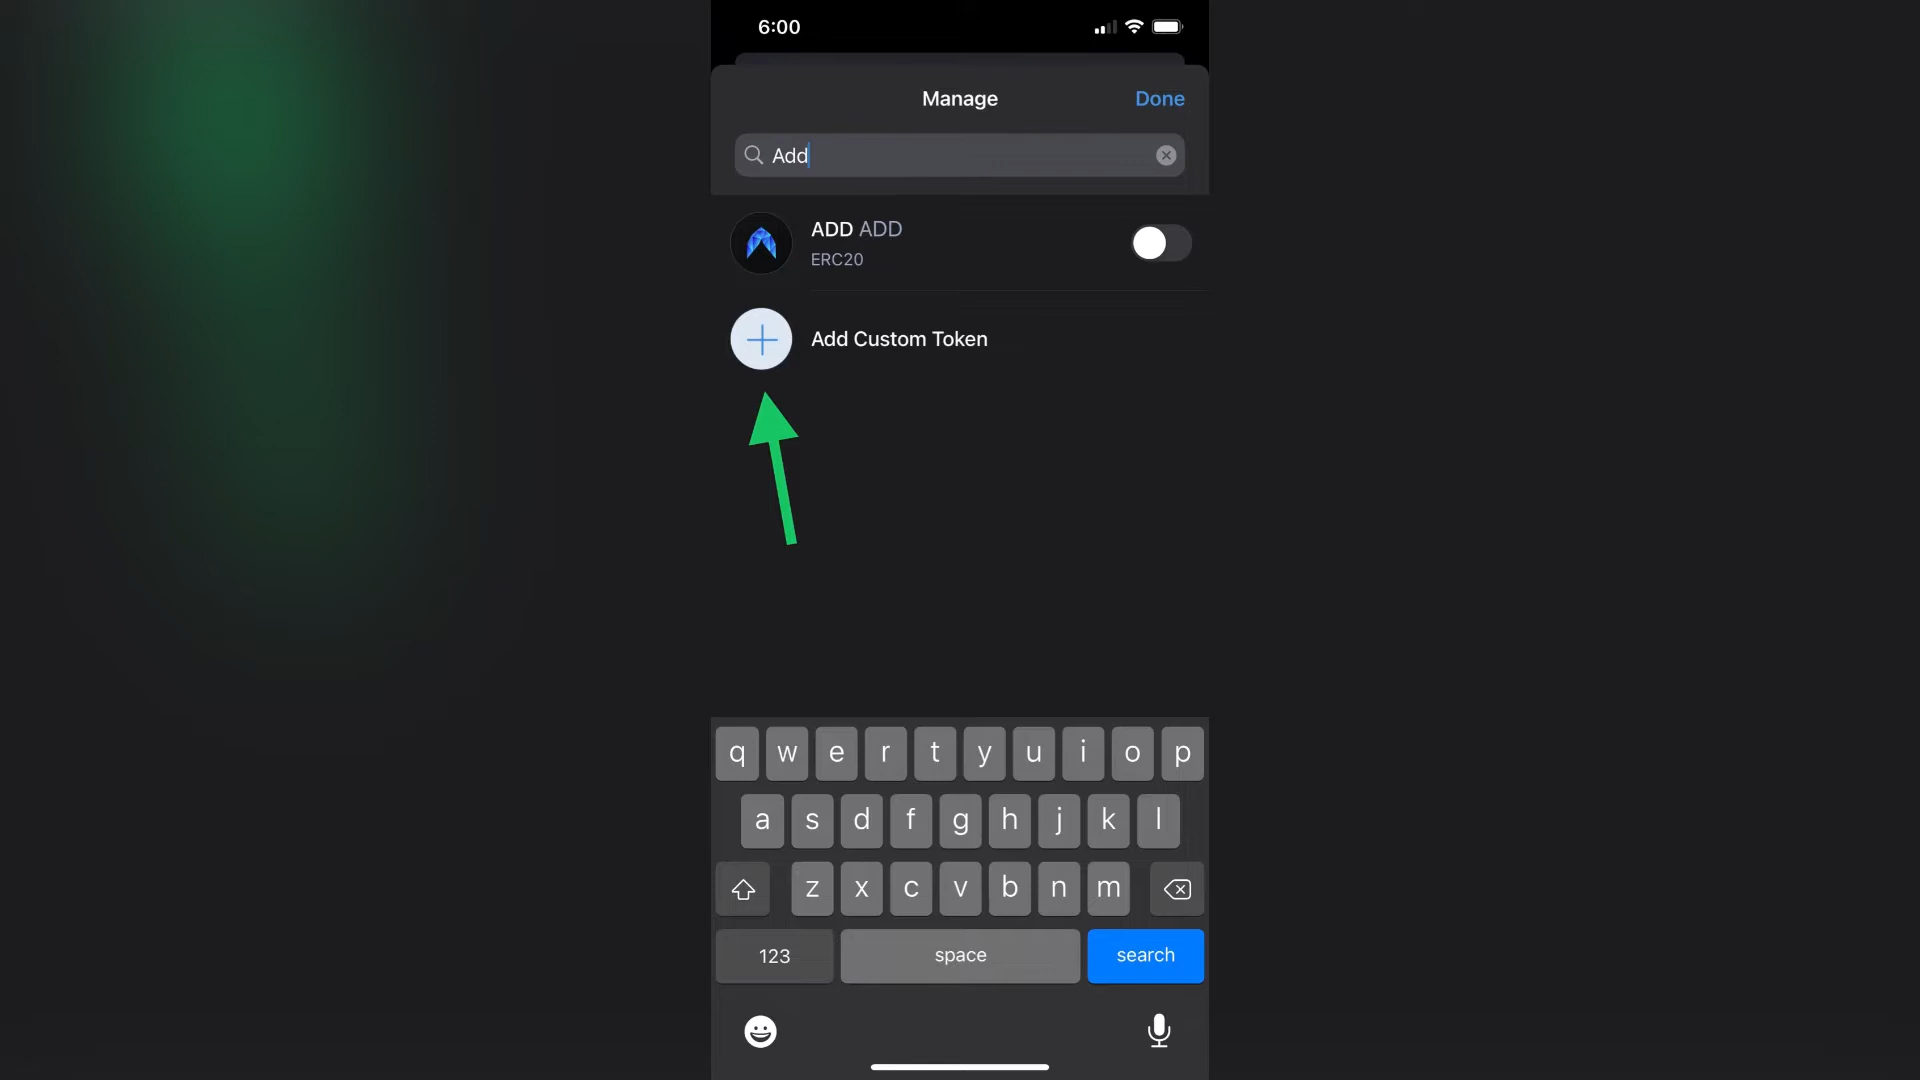 6:00
Manage
Done
Add
ADD ADD
ERC20
Add Custom Token
q w e r t y u i o p
a s d f g h j k l
z x c v b n m
123 space search